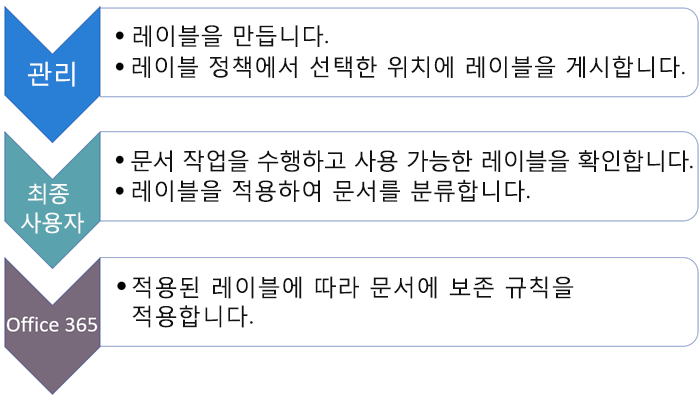 관리
• 레이블을 만듭니다.
• 레이블 정책에서 선택한 위치에 레이블을 게시합니다.
최종
사용자
• 문서 작업을 수행하고 사용 가능한 레이블을 확인합니다.
• 레이블을 적용하여 문서를 분류합니다.
Office 365
• 적용된 레이블에 따라 문서에 보존 규칙을
적용합니다.